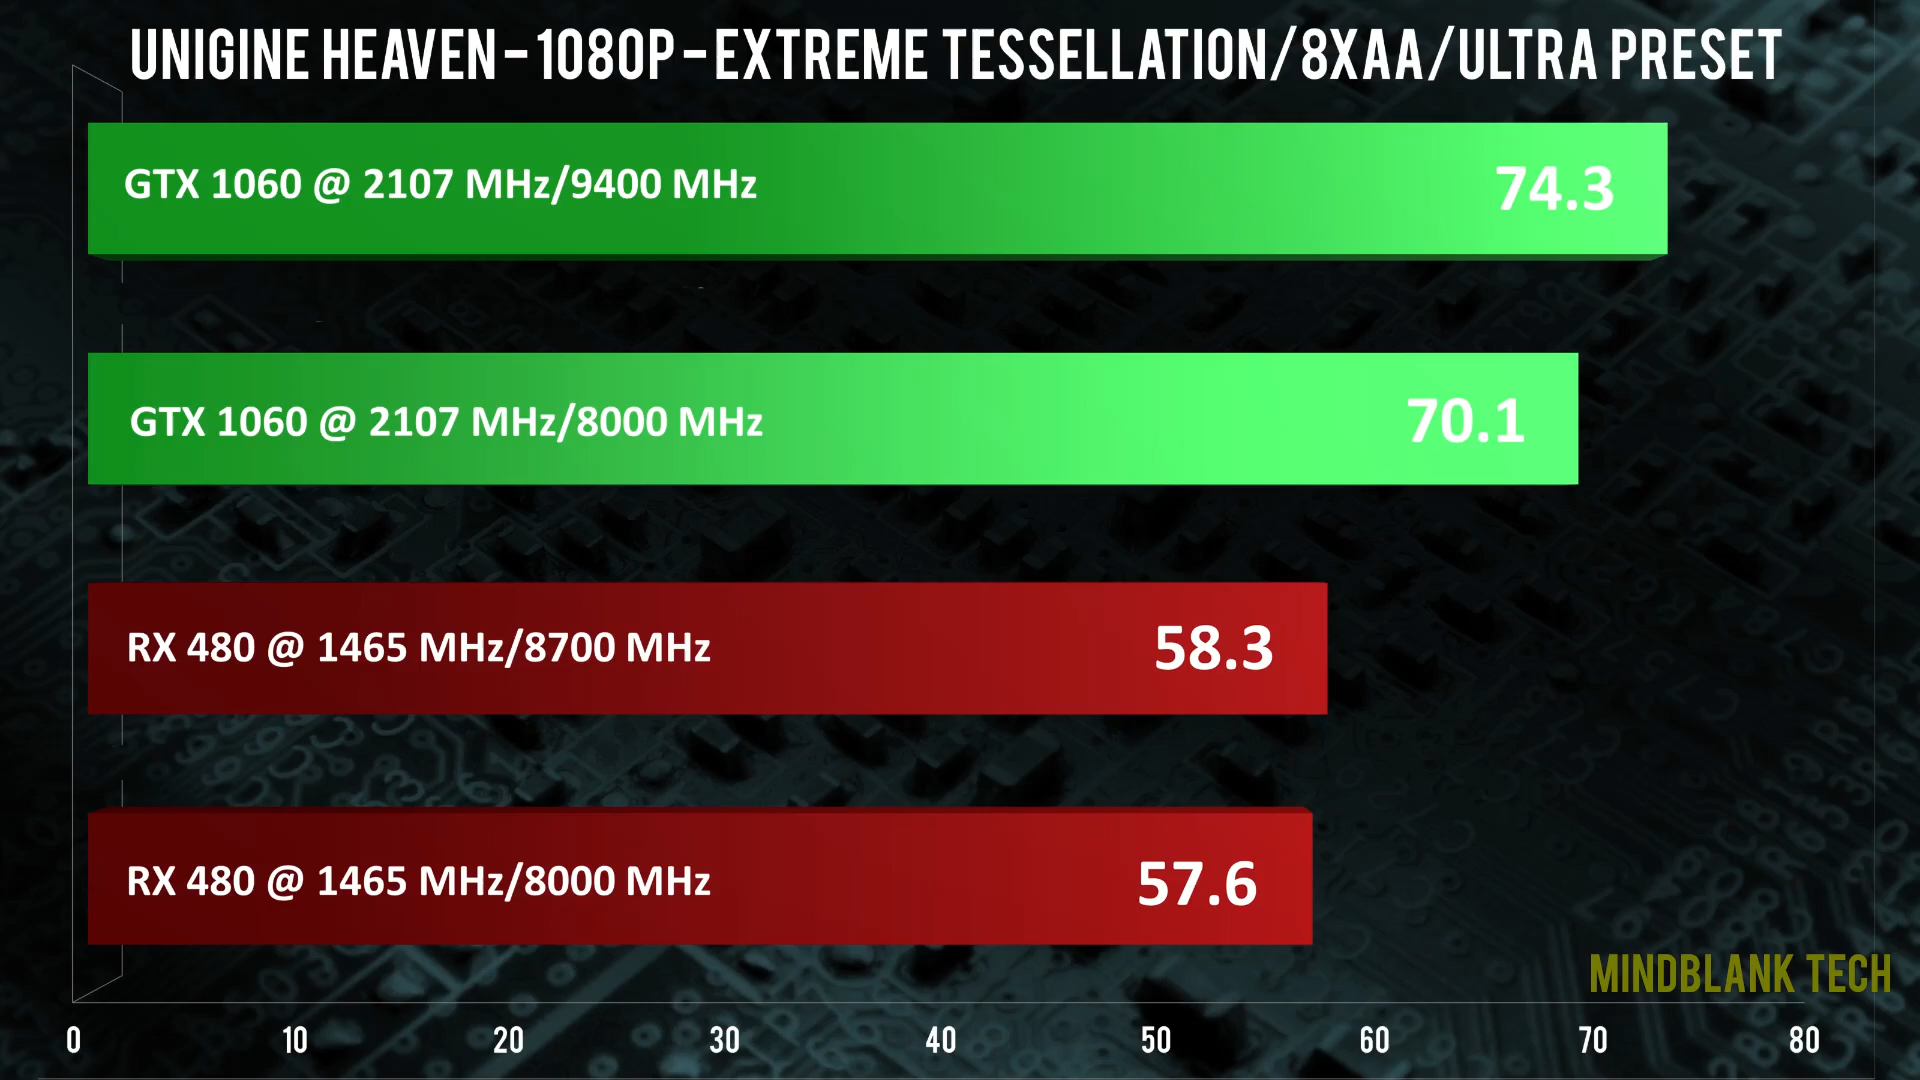 UNIGINE HEAVEN – 1080P – EXTREME TESSELLATION/8XAA/ULTRA PRESET
GTX 1060 @ 2107 MHz/9400 MHz 74.3
GTX 1060 @ 2107 MHz/8000 MHz 70.1
RX 480 @ 1465 MHz/8700 MHz 58.3
RX 480 @ 1465 MHz/8000 MHz 57.6
MINDBLANK TECH
0 10 20 30 40 50 60 70 80